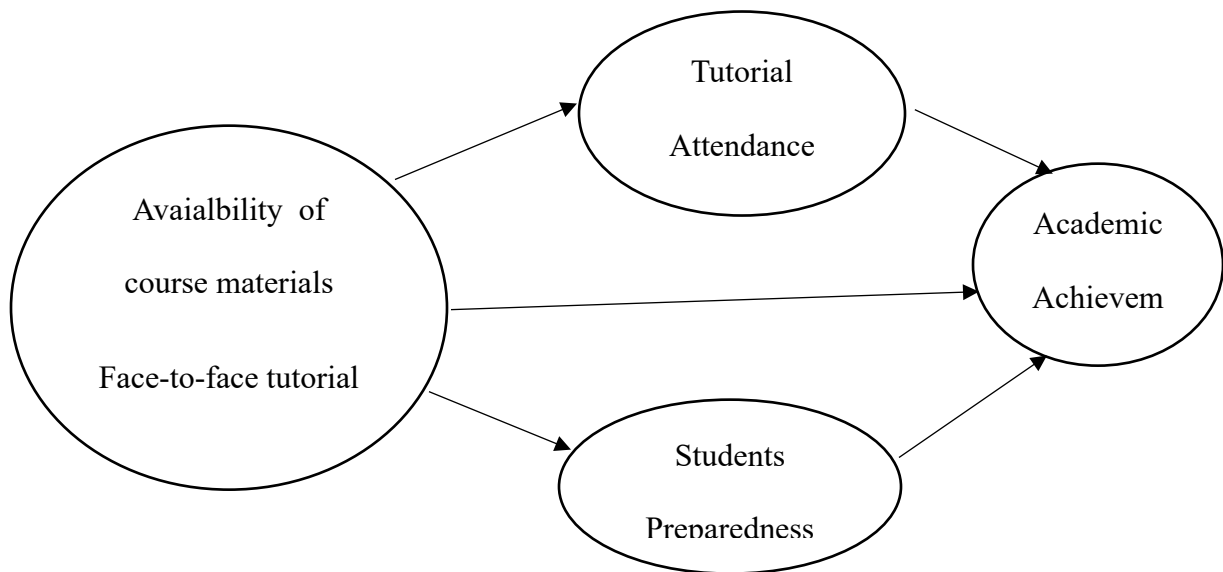 Tutorial
Attendance
Avaialbility of
course materials
Face-to-face tutorial
Academic
Achievem
Students
Preparedness